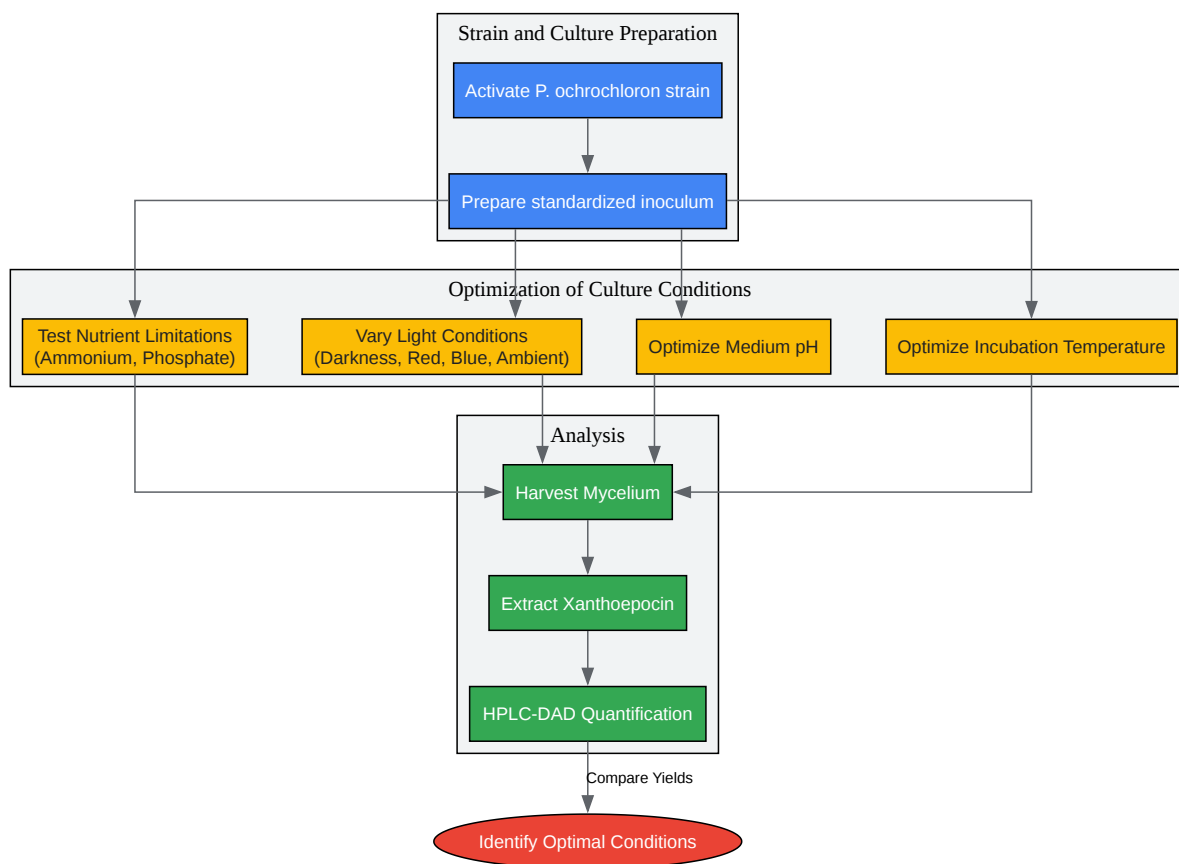 Strain and Culture Preparation
Activate P. ochrochloron strain
Prepare standardized inoculum
Optimization of Culture Conditions
Test Nutrient Limitations
(Ammonium, Phosphate)
Vary Light Conditions
(Darkness, Red, Blue, Ambient)
Optimize Medium pH
Optimize Incubation Temperature
Analysis
Harvest Mycelium
Extract Xanthoepocin
HPLC-DAD Quantification
Compare Yields
Identify Optimal Conditions